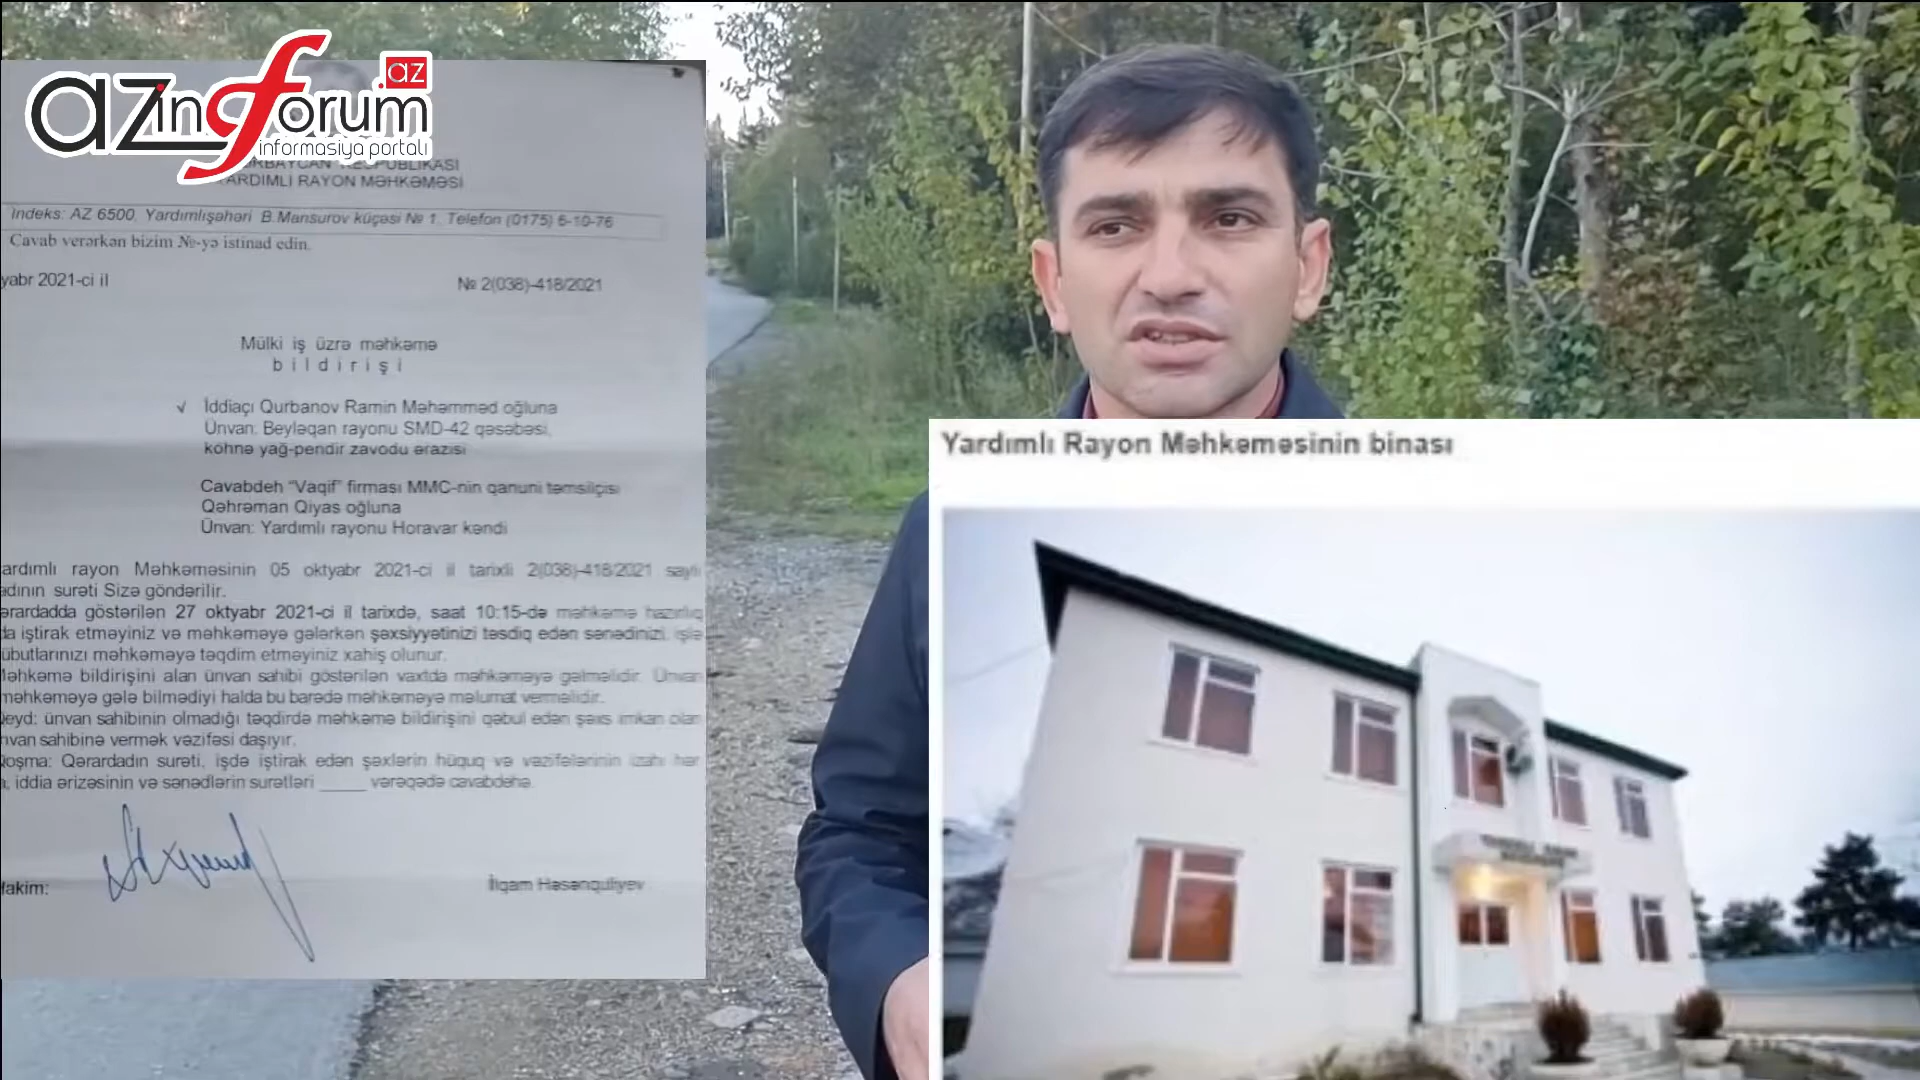 azinforum.az
informasiya portalı
YARDIMLI RAYON MƏHKƏMƏSİ
İndeks: AZ 6500, Yardımlışəhəri B.Mansurov küçəsi № 1. Telefon (0175) 6-10-76
Cavab verərkən bizim №-yə istinad edin.
yabr 2021-ci il № 2(038)-418/2021
Mülki iş üzrə məhkəmə
b i l d i r i ş i
√ İddiaçı Qurbanov Ramin Məhəmməd oğluna
Ünvan: Beyləqan rayonu SMD-42 qəsəbəsi,
köhnə yağ-pendir zavodu ərazisi
Cavabdeh "Vaqif" firması MMC-nin qanuni təmsilçisi
Qəhrəman Qiyas oğluna
Ünvan: Yardımlı rayonu Horavar kəndi
ardımlı rayon Məhkəməsinin 05 oktyabr 2021-ci il tarixli 2(038)-418/2021 saylı
ədinin surəti Sizə göndərilir.
ərardadda göstərilən 27 oktyabr 2021-ci il tarixdə, saat 10:15-də məhkəmə hazırlıq
da iştirak etməyiniz və məhkəməyə gələrkən şəxsiyyətinizi təsdiq edən sənədinizi, işlə
übutlarınızı məhkəməyə təqdim etməyiniz xahiş olunur.
Məhkəmə bildirişini alan ünvan sahibi göstərilən vaxtda məhkəməyə gəlməlidir. Ünvan
məhkəməyə gələ bilmədiyi halda bu barədə məhkəməyə məlumat verməlidir.
Qeyd: ünvan sahibinin olmadığı təqdirdə məhkəmə bildirişini qəbul edən şəxs imkan olan
nvan sahibinə vermək vəzifəsi daşıyır.
Qoşma: Qərardadın surəti, işdə iştirak edən şəxslərin hüquq və vəzifələrinin izahı hər
a, iddia ərizəsinin və sənədlərin surətləri _____ vərəqədə cavabdehə.
Hakim: İlqam Həsənquliyev
Yardımlı Rayon Məhkəməsinin binası